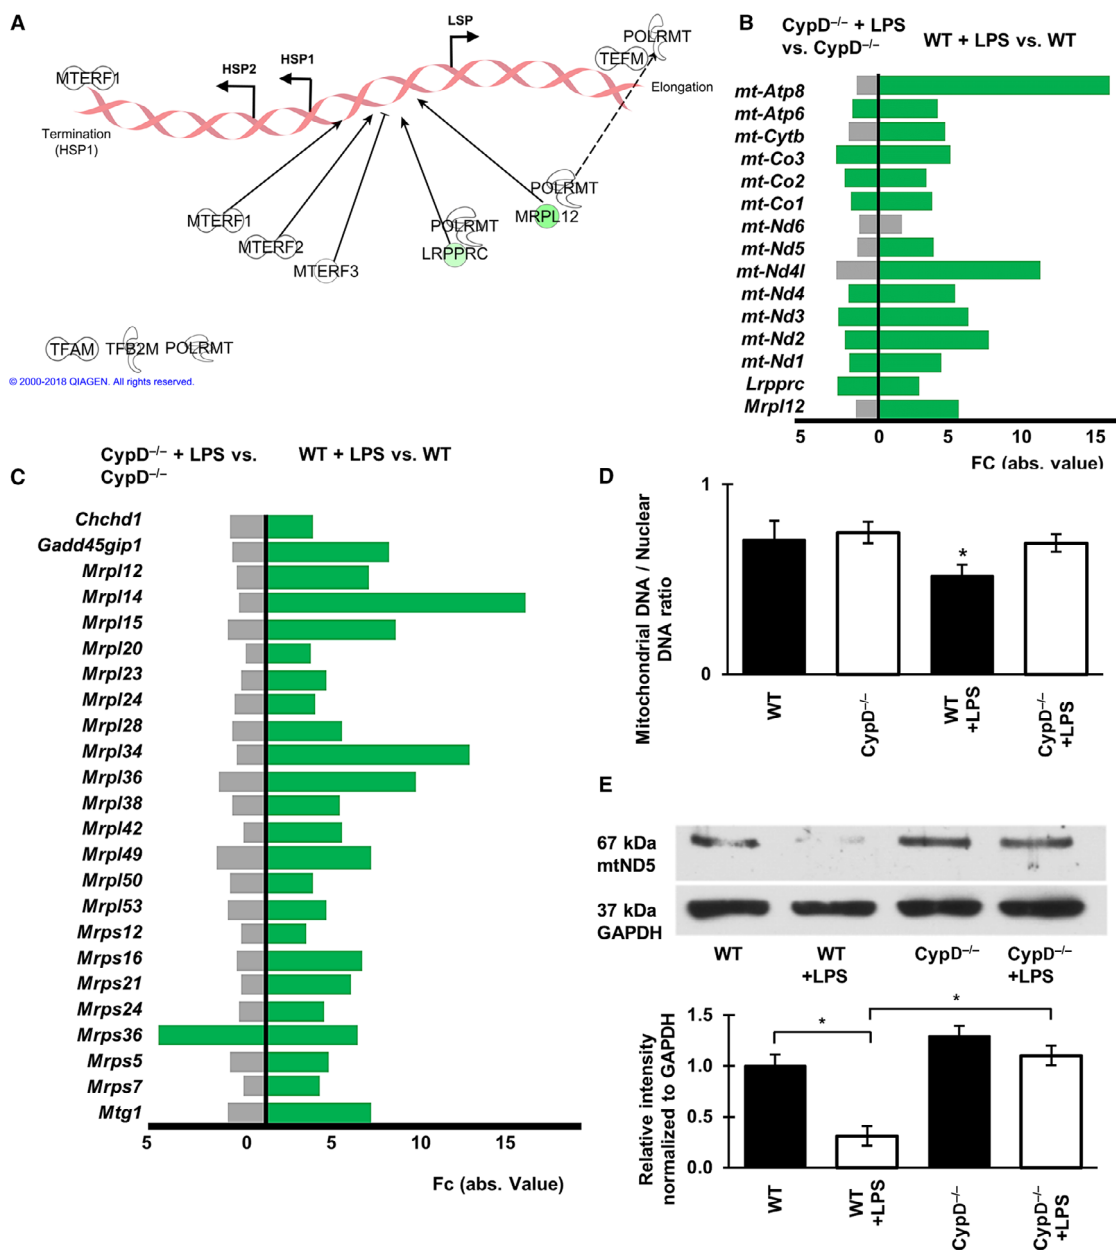 A
LSP
POLRMT
TEFM
MTERF1
HSP2
HSP1
Elongation
Termination
(HSP1)
POLRMT
MTERF1
MRPL12
MTERF2
POLRMT
LRPPRC
MTERF3
TFAM
TFB2M
POLRMT
© 2000-2018 QIAGEN. All rights reserved.
B
CypD–/– + LPS
vs. CypD–/–
WT + LPS vs. WT
mt-Atp8
mt-Atp6
mt-Cytb
mt-Co3
mt-Co2
mt-Co1
mt-Nd6
mt-Nd5
mt-Nd4l
mt-Nd4
mt-Nd3
mt-Nd2
mt-Nd1
Lrpprc
Mrpl12
5 0 5 10 15
FC (abs. value)
C
CypD–/– + LPS vs.
CypD–/–
WT + LPS vs. WT
Chchd1
Gadd45gip1
Mrpl12
Mrpl14
Mrpl15
Mrpl20
Mrpl23
Mrpl24
Mrpl28
Mrpl34
Mrpl36
Mrpl38
Mrpl42
Mrpl49
Mrpl50
Mrpl53
Mrps12
Mrps16
Mrps21
Mrps24
Mrps36
Mrps5
Mrps7
Mtg1
5 0 5 10 15
Fc (abs. Value)
D
Mitochondrial DNA / Nuclear
DNA ratio
1
0
*
WT
CypD–/–
WT
+LPS
CypD–/–
+LPS
E
67 kDa
mtND5
37 kDa
GAPDH
WT
WT
+LPS
CypD–/–
CypD–/–
+LPS
Relative intensity
normalized to GAPDH
1.5
1.0
0.5
0.0
*
*
WT
WT
+LPS
CypD–/–
CypD–/–
+LPS